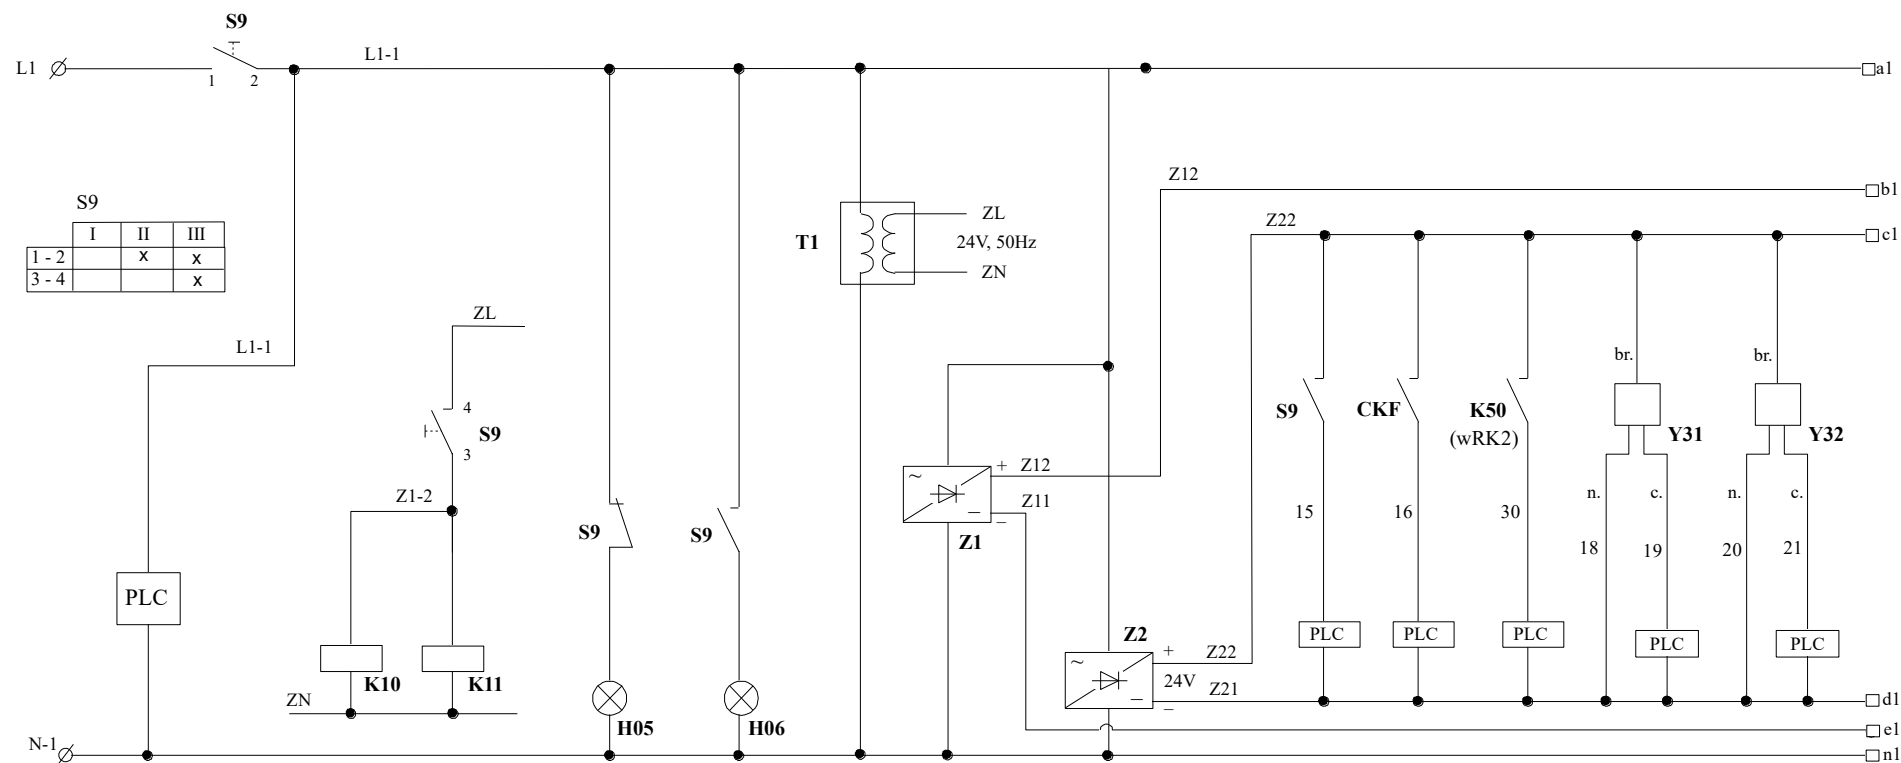 S9
L1
L1-1
a1
1 2
Z12
b1
S9
I II III
1 - 2 x x
3 - 4 x
Z22
c1
T1
ZL
24V, 50Hz
ZN
ZL
L1-1
br.
br.
4
S9
3
S9
CKF
K50
(wRK2)
Y31
Y32
~
+ Z12
Z11
–
–
Z1
Z1-2
n.
c.
n.
c.
15
16
30
18
19
20
21
S9
S9
PLC
Z2
PLC
PLC
PLC
PLC
PLC
~
+
Z22
24V
Z21
–
–
K10
K11
ZN
H05
H06
d1
e1
N-1
n1